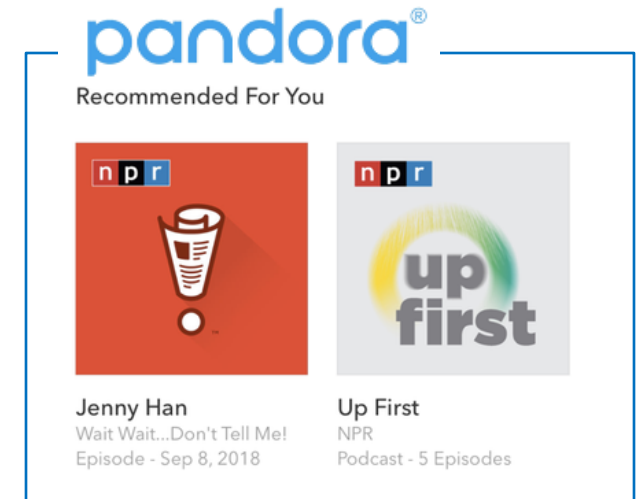 pandora®
Recommended For You
npr
npr
up
first
™
Jenny Han
Up First
Wait Wait...Don't Tell Me!
NPR
Episode - Sep 8, 2018
Podcast - 5 Episodes